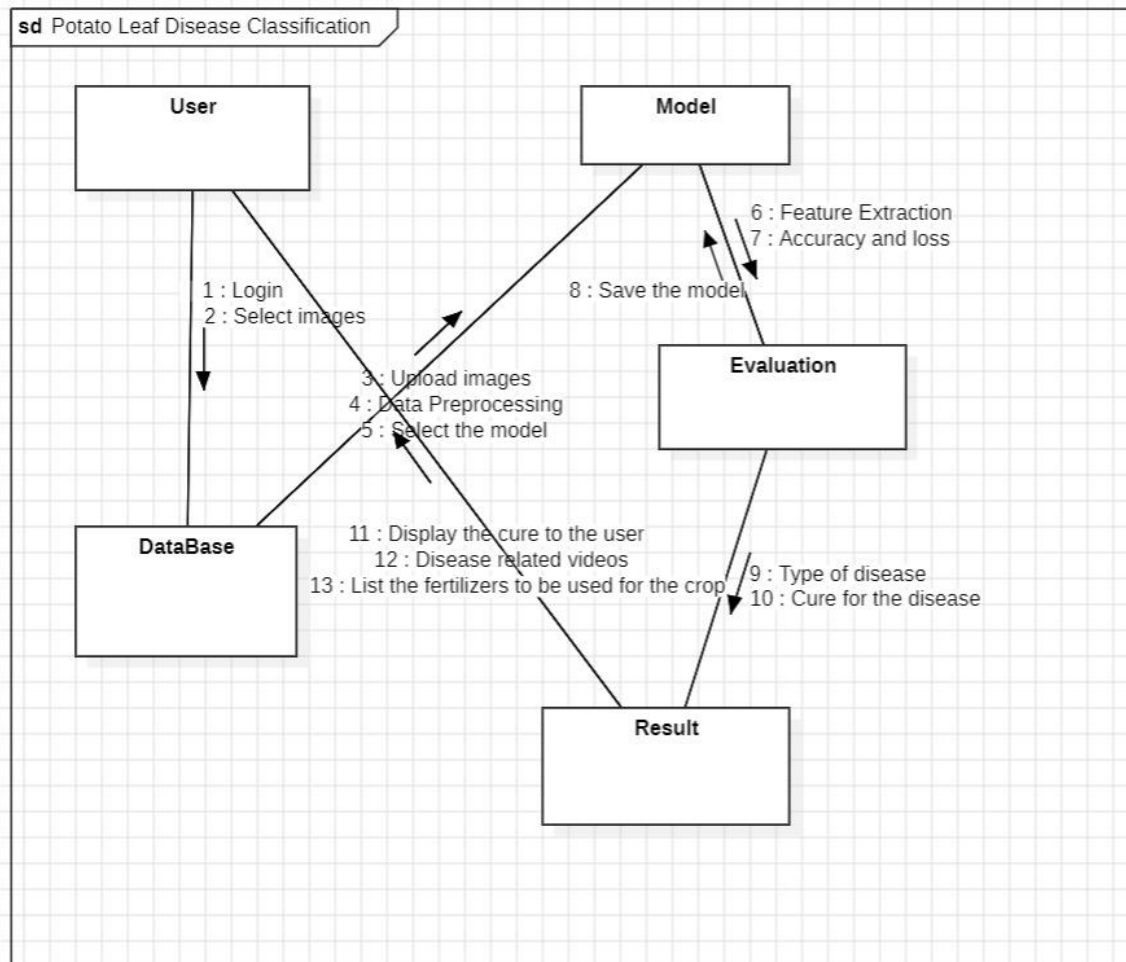 sd Potato Leaf Disease Classification
User
Model
6 : Feature Extraction
7 : Accuracy and loss
1 : Login
2 : Select images
8 : Save the model
Evaluation
3 : Upload images
4 : Data Preprocessing
5 : Select the model
DataBase
11 : Display the cure to the user
12 : Disease related videos
13 : List the fertilizers to be used for the crop
9 : Type of disease
10 : Cure for the disease
Result